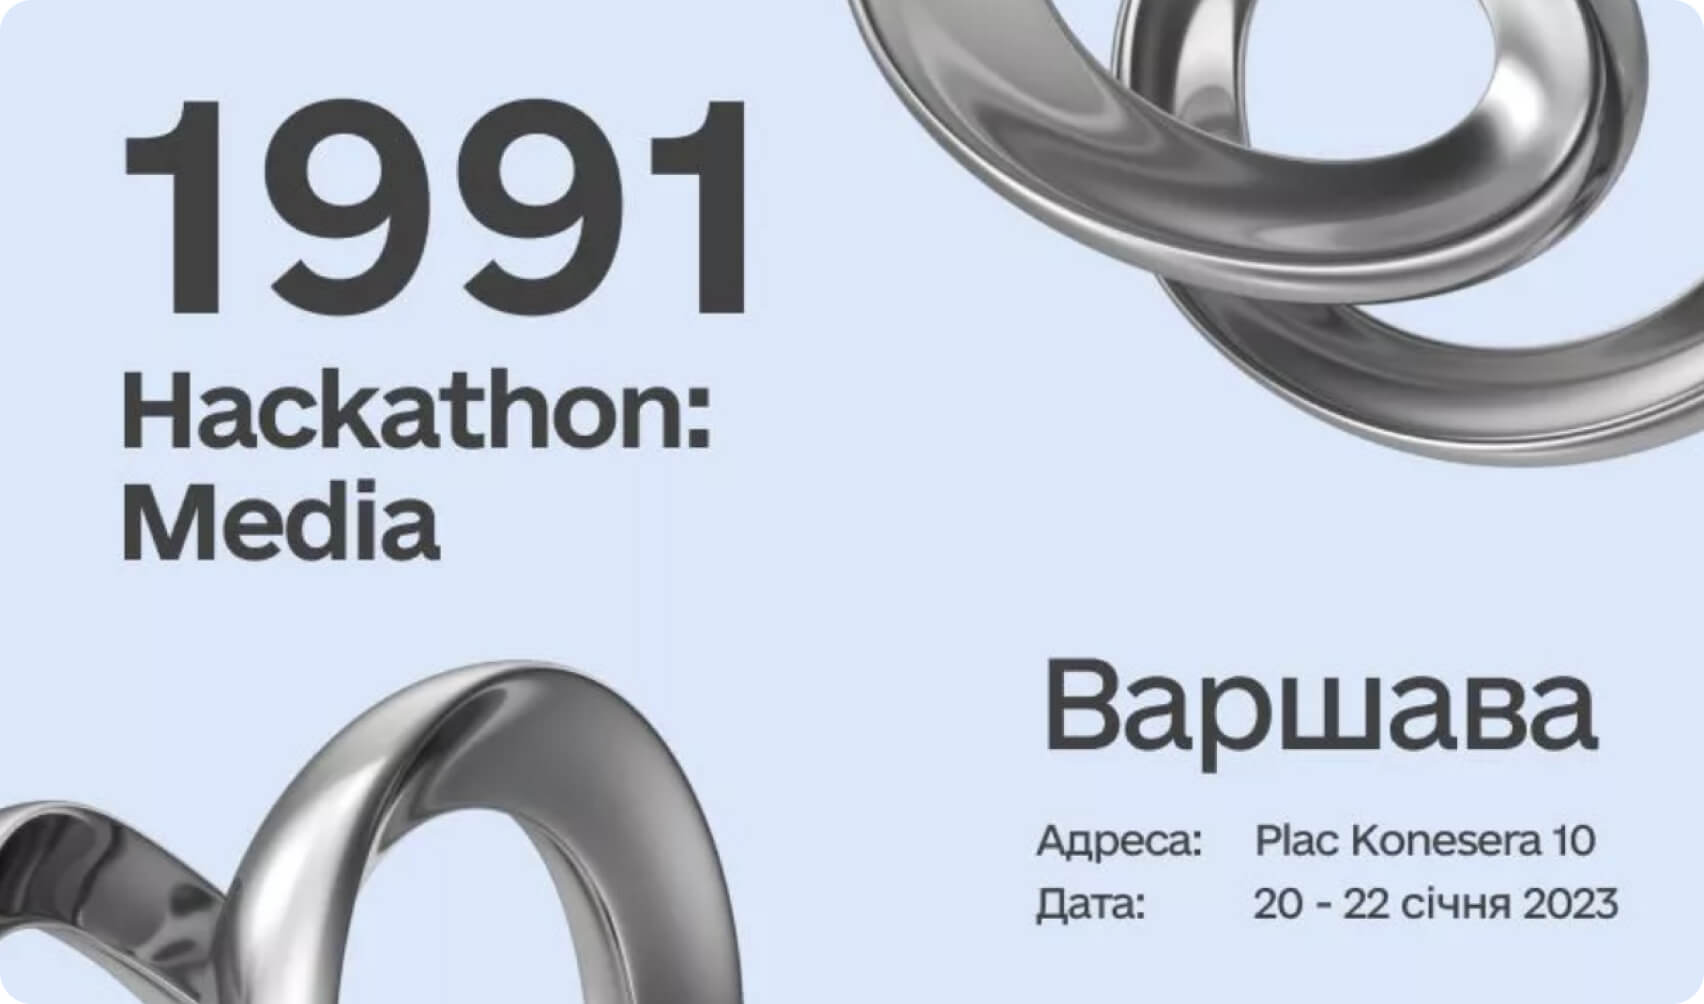 1991
Hackathon:
Media
Варшава
Адреса: Plac Konesera 10
Дата: 20 - 22 січня 2023